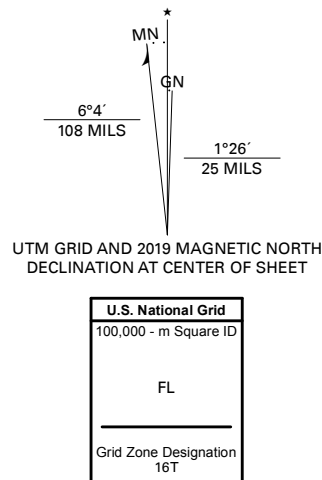 ★
MN
GN
6°4´
108 MILS
1°26´
25 MILS
UTM GRID AND 2019 MAGNETIC NORTH
DECLINATION AT CENTER OF SHEET
U.S. National Grid
100,000 - m Square ID
FL
Grid Zone Designation
16T